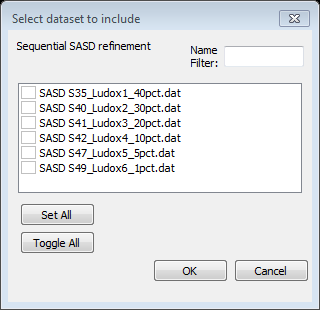 Select dataset to include
Sequential SASD refinement
Name
Filter:
SASD S35_Ludox1_40pct.dat
SASD S40_Ludox2_30pct.dat
SASD S41_Ludox3_20pct.dat
SASD S42_Ludox4_10pct.dat
SASD S47_Ludox5_5pct.dat
SASD S49_Ludox6_1pct.dat
Set All
Toggle All
OK
Cancel